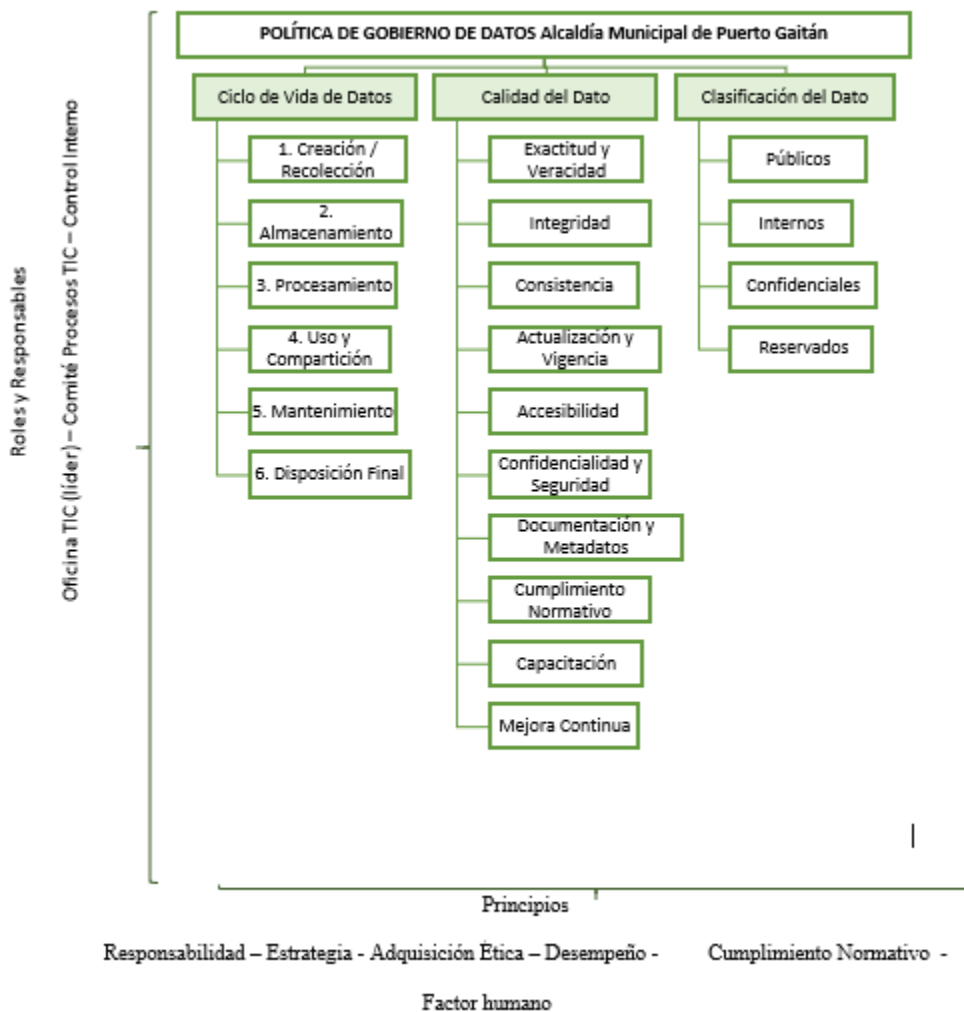 POLÍTICA DE GOBIERNO DE DATOS Alcaldía Municipal de Puerto Gaitán
Roles y Responsables
Oficina TIC (líder) – Comité Procesos TIC – Control Interno
Ciclo de Vida de Datos
1. Creación /
Recolección
2.
Almacenamiento
3. Procesamiento
4. Uso y
Compartición
5. Mantenimiento
6. Disposición Final
Calidad del Dato
Exactitud y
Veracidad
Integridad
Consistencia
Actualización y
Vigencia
Accesibilidad
Confidencialidad y
Seguridad
Documentación y
Metadatos
Cumplimiento
Normativo
Capacitación
Mejora Continua
Clasificación del Dato
Públicos
Internos
Confidenciales
Reservados
Principios
Responsabilidad – Estrategia - Adquisición Ética – Desempeño - Cumplimiento Normativo -
Factor humano